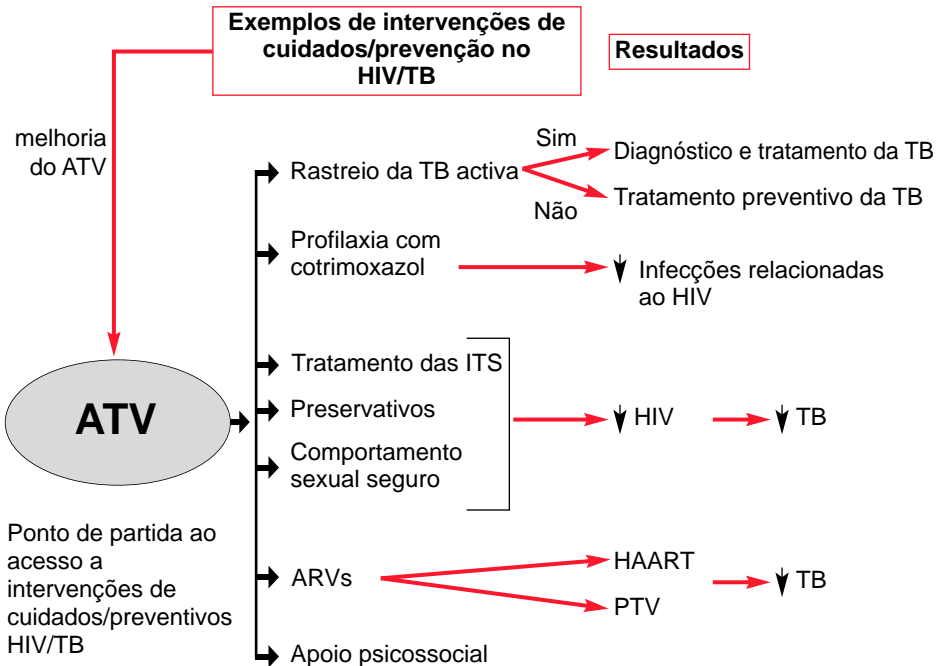 Exemplos de intervenções de
cuidados/prevenção no
HIV/TB
Resultados
melhoria
do ATV
Sim
Rastreio da TB activa
Diagnóstico e tratamento da TB
Não
Tratamento preventivo da TB
Profilaxia com
cotrimoxazol
Infecções relacionadas
ao HIV
ATV
Tratamento das ITS
Preservativos
HIV
TB
Comportamento
sexual seguro
Ponto de partida ao
acesso a
intervenções de
cuidados/preventivos
HIV/TB
ARVs
HAART
PTV
TB
Apoio psicossocial